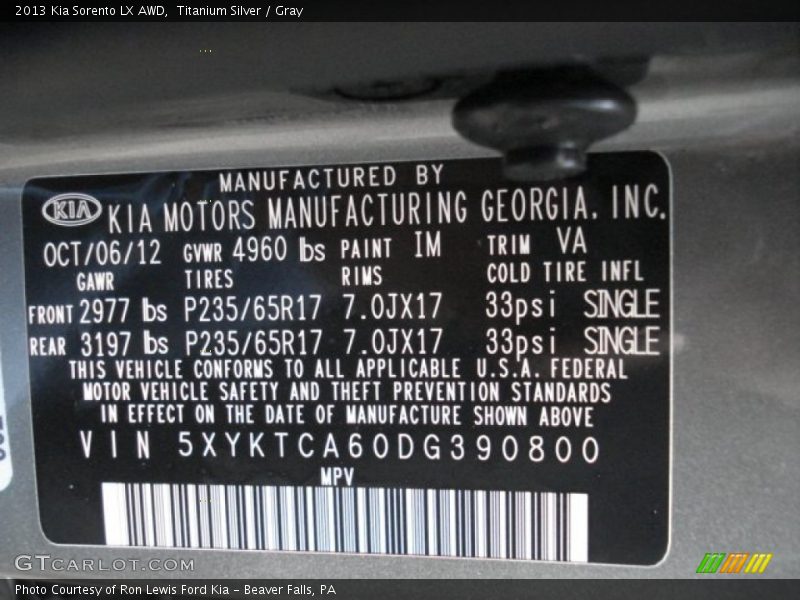 2013 Kia Sorento LX AWD,  Titanium Silver / Gray
MANUFACTURED BY
KIA KIA MOTORS MANUFACTURING GEORGIA, INC.
OCT/06/12 GVWR 4960 lbs PAINT IM TRIM VA
GAWR TIRES RIMS COLD TIRE INFL
FRONT 2977 lbs P235/65R17 7.0JX17 33psi SINGLE
REAR 3197 lbs P235/65R17 7.0JX17 33psi SINGLE
THIS VEHICLE CONFORMS TO ALL APPLICABLE U.S.A. FEDERAL
MOTOR VEHICLE SAFETY AND THEFT PREVENTION STANDARDS
IN EFFECT ON THE DATE OF MANUFACTURE SHOWN ABOVE
VIN 5XYKTCA60DG390800
MPV
GTCARLOT.COM
Photo Courtesy of Ron Lewis Ford Kia – Beaver Falls, PA